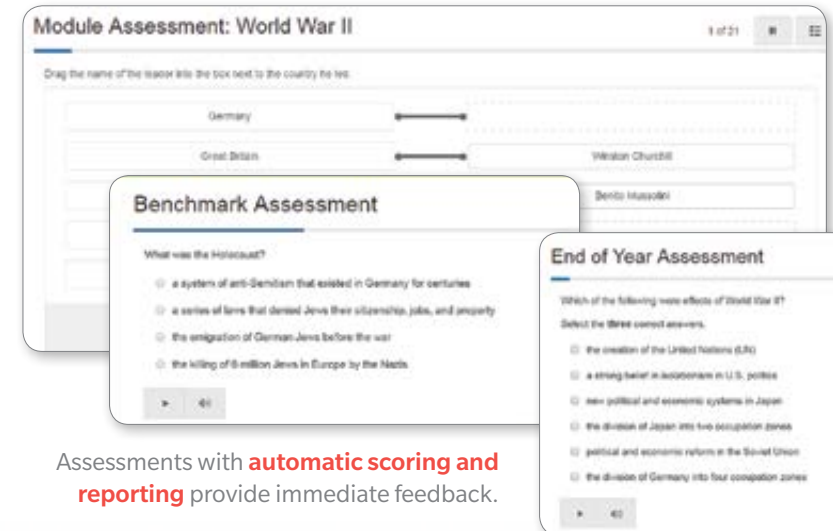 Module Assessment: World War II
1 of 21
Drag the name of the leader into the box next to the country he led.
Germany
Great Britain
Winston Churchill
Benito Mussolini
Benchmark Assessment
What was the Holocaust?
a system of anti-Semitism that existed in Germany for centuries
a series of laws that denied Jews their citizenship, jobs, and property
the emigration of German Jews before the war
the killing of 6 million Jews in Europe by the Nazis
End of Year Assessment
Which of the following were effects of World War II?
Select the three correct answers.
the creation of the United Nations (UN)
a strong belief in isolationism in U.S. politics
new political and economic systems in Japan
the division of Japan into two occupation zones
political and economic reform in the Soviet Union
the division of Germany into four occupation zones
Assessments with automatic scoring and
reporting provide immediate feedback.